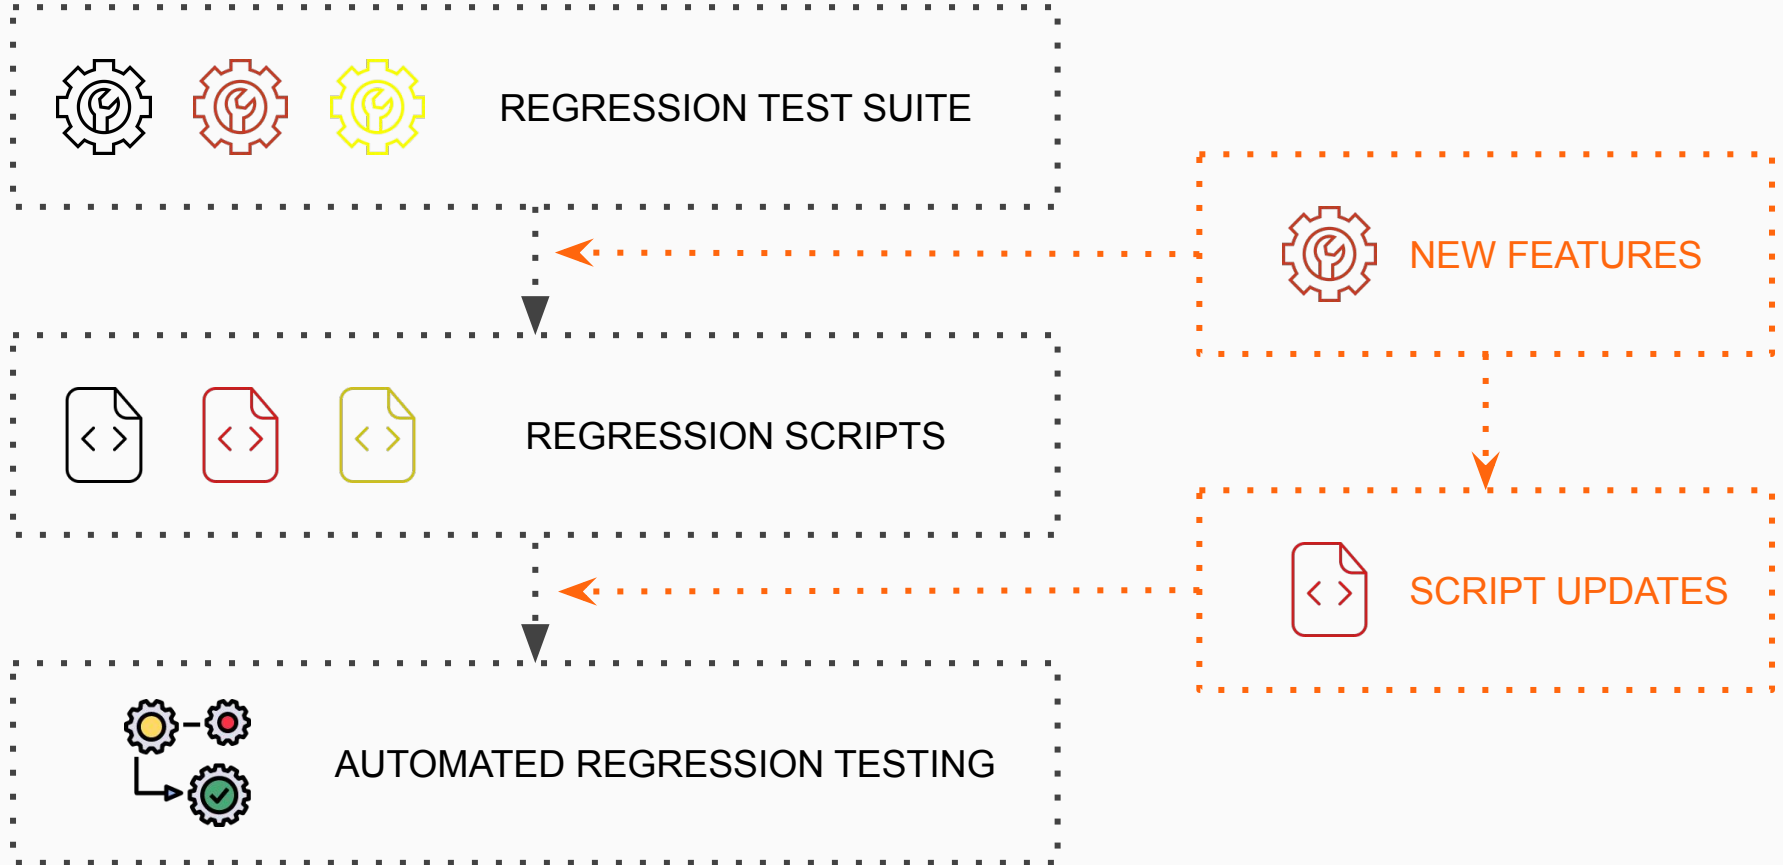 REGRESSION TEST SUITE
NEW FEATURES
REGRESSION SCRIPTS
SCRIPT UPDATES
AUTOMATED REGRESSION TESTING